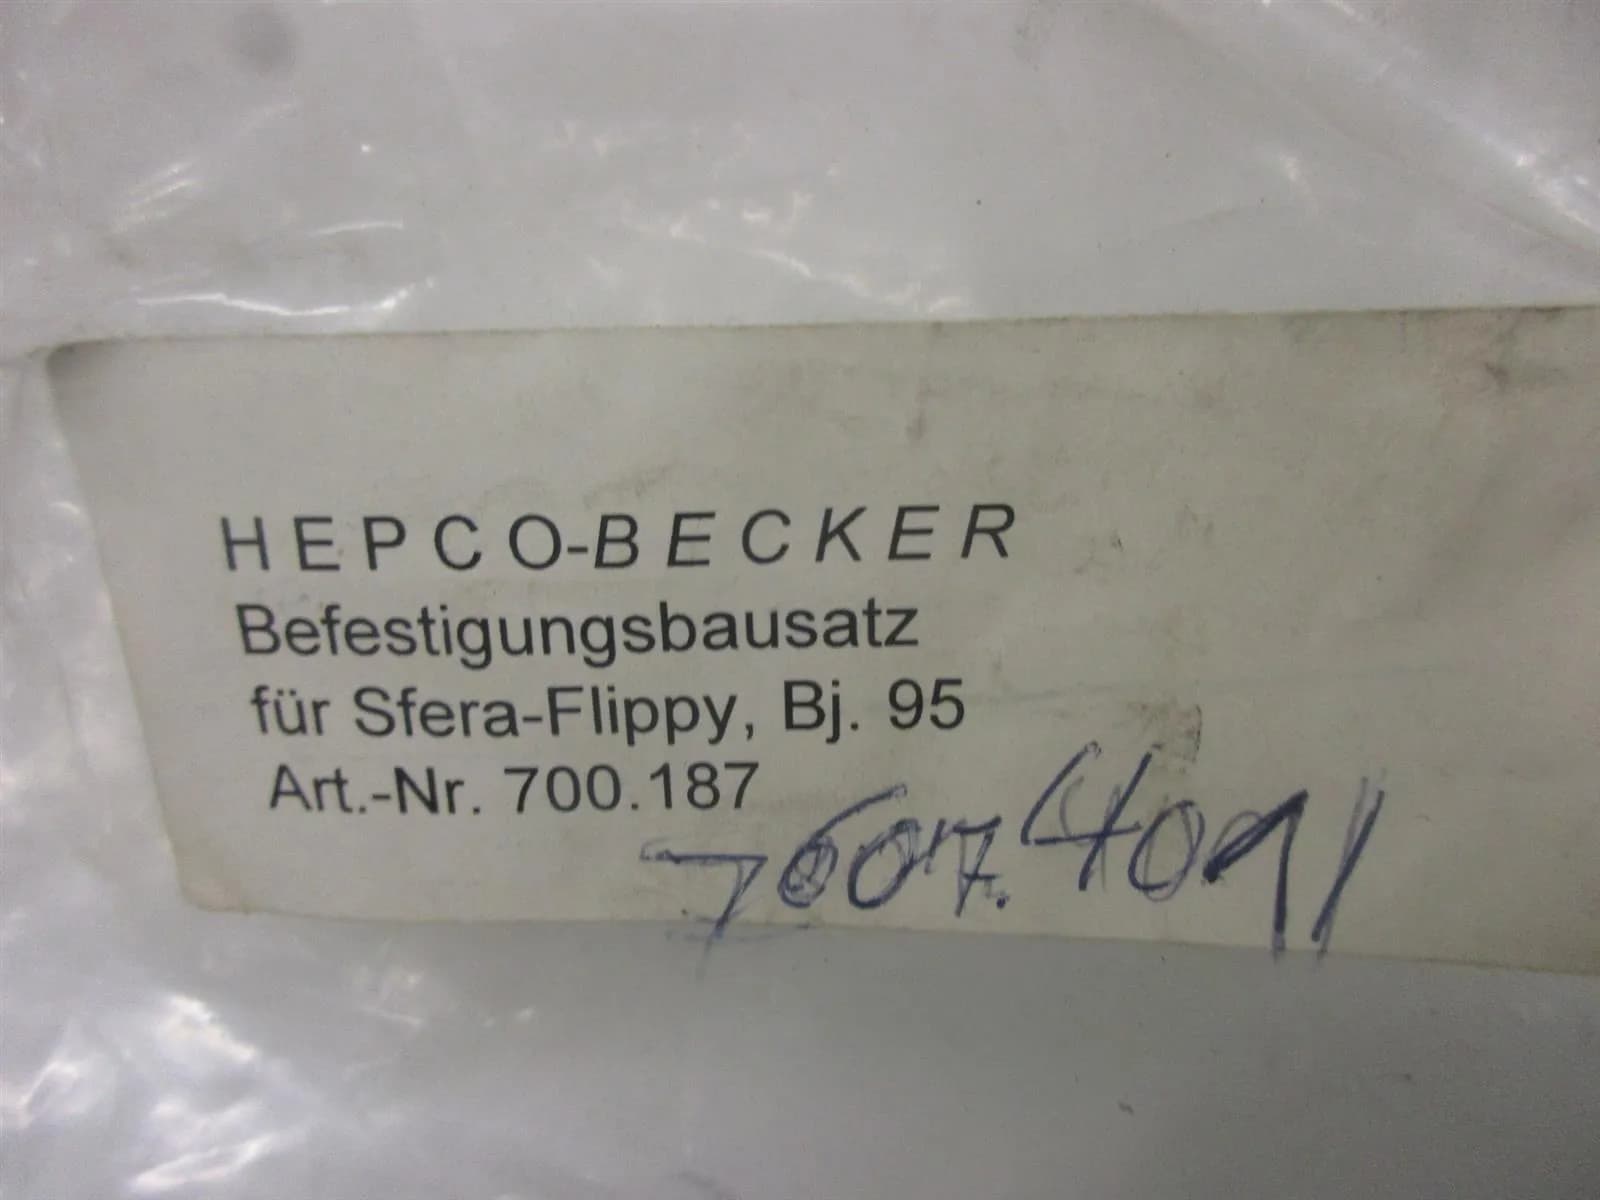 HEPCO-BECKER
Befestigungsbausatz
für Sfera-Flippy, Bj. 95
Art.-Nr. 700.187